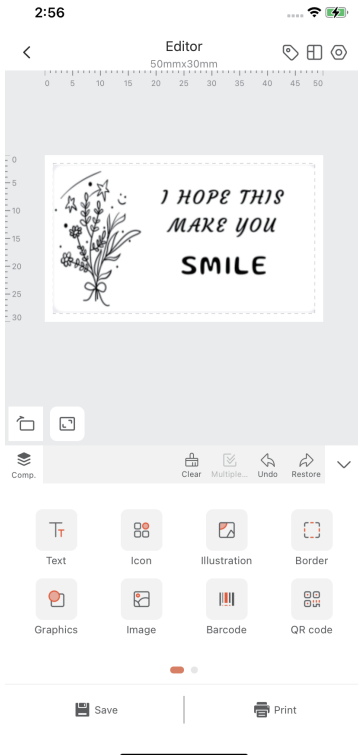 2:56
Editor
50mmx30mm
0 5 10 15 20 25 30 35 40 45 50
0
5
10
15
20
25
30
I HOPE THIS
MAKE YOU
SMILE
Comp.
Clear Multiple... Undo Restore
Text Icon Illustration Border
Graphics Image Barcode QR code
Save Print